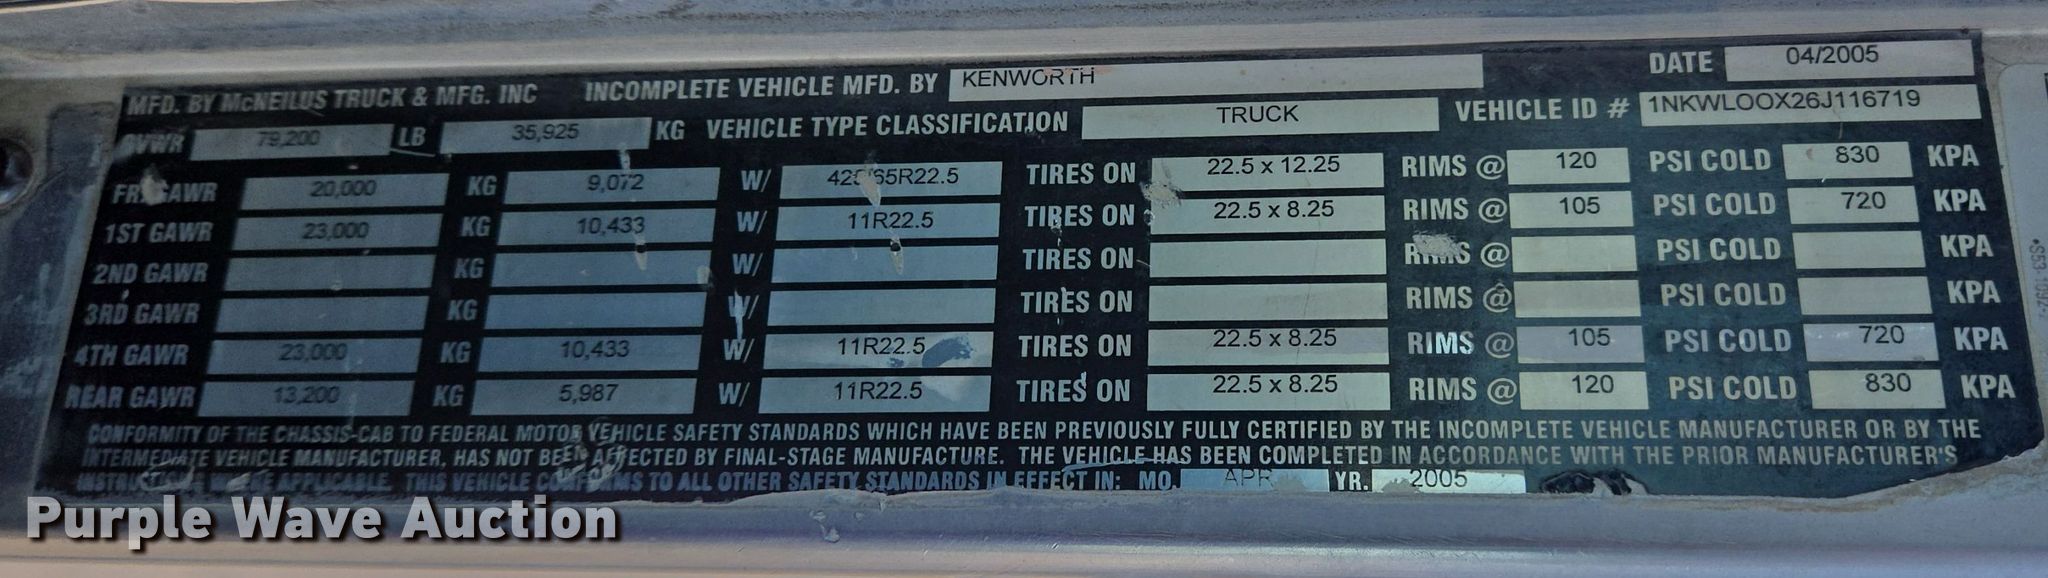 MFD. BY McNEILUS TRUCK & MFG. INC INCOMPLETE VEHICLE MFD. BY KENWORTH DATE 04/2005
GVWR 79,200 LB 35,925 KG VEHICLE TYPE CLASSIFICATION TRUCK VEHICLE ID # 1NKWLOOX26J116719
FRT GAWR 20,000 KG 9,072 W/ 425/65R22.5 TIRES ON 22.5 x 12.25 RIMS @ 120 PSI COLD 830 KPA
1ST GAWR 23,000 KG 10,433 W/ 11R22.5 TIRES ON 22.5 x 8.25 RIMS @ 105 PSI COLD 720 KPA
2ND GAWR KG W/ TIRES ON RIMS @ PSI COLD KPA
3RD GAWR KG W/ TIRES ON RIMS @ PSI COLD KPA
4TH GAWR 23,000 KG 10,433 W/ 11R22.5 TIRES ON 22.5 x 8.25 RIMS @ 105 PSI COLD 720 KPA
REAR GAWR 13,200 KG 5,987 W/ 11R22.5 TIRES ON 22.5 x 8.25 RIMS @ 120 PSI COLD 830 KPA
CONFORMITY OF THE CHASSIS-CAB TO FEDERAL MOTOR VEHICLE SAFETY STANDARDS WHICH HAVE BEEN PREVIOUSLY FULLY CERTIFIED BY THE INCOMPLETE VEHICLE MANUFACTURER OR BY THE
INTERMEDIATE VEHICLE MANUFACTURER, HAS NOT BEEN AFFECTED BY FINAL-STAGE MANUFACTURE. THE VEHICLE HAS BEEN COMPLETED IN ACCORDANCE WITH THE PRIOR MANUFACTURER'S
INSTRUCTIONS WHERE APPLICABLE. THIS VEHICLE CONFORMS TO ALL OTHER SAFETY STANDARDS IN EFFECT IN: MO. APR YR. 2005
Purple Wave Auction